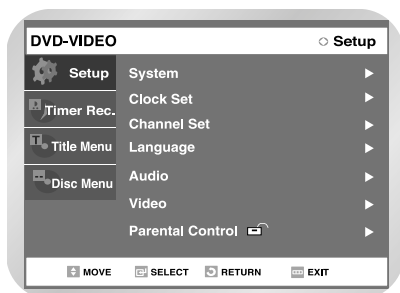 DVD-VIDEO Setup
Setup
Timer Rec.
Title Menu
Disc Menu
System
Clock Set
Channel Set
Language
Audio
Video
Parental Control
MOVE SELECT RETURN EXIT